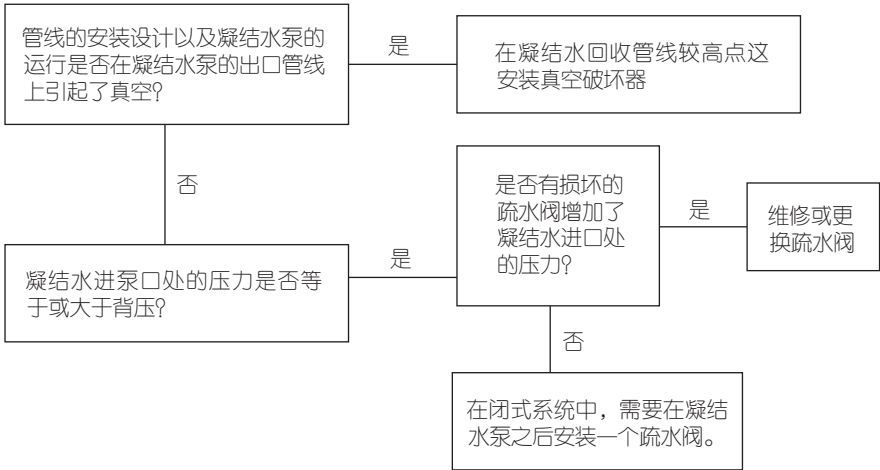 管线的安装设计以及凝结水泵的
运行是否在凝结水泵的出口管线
上引起了真空?
是
在凝结水回收管线较高点这
安装真空破坏器
否
凝结水进泵口处的压力是否等
于或大于背压?
是
是否有损坏的
疏水阀增加了
凝结水进口处
的压力?
是
维修或更
换疏水阀
否
在闭式系统中，需要在凝结
水泵之后安装一个疏水阀。